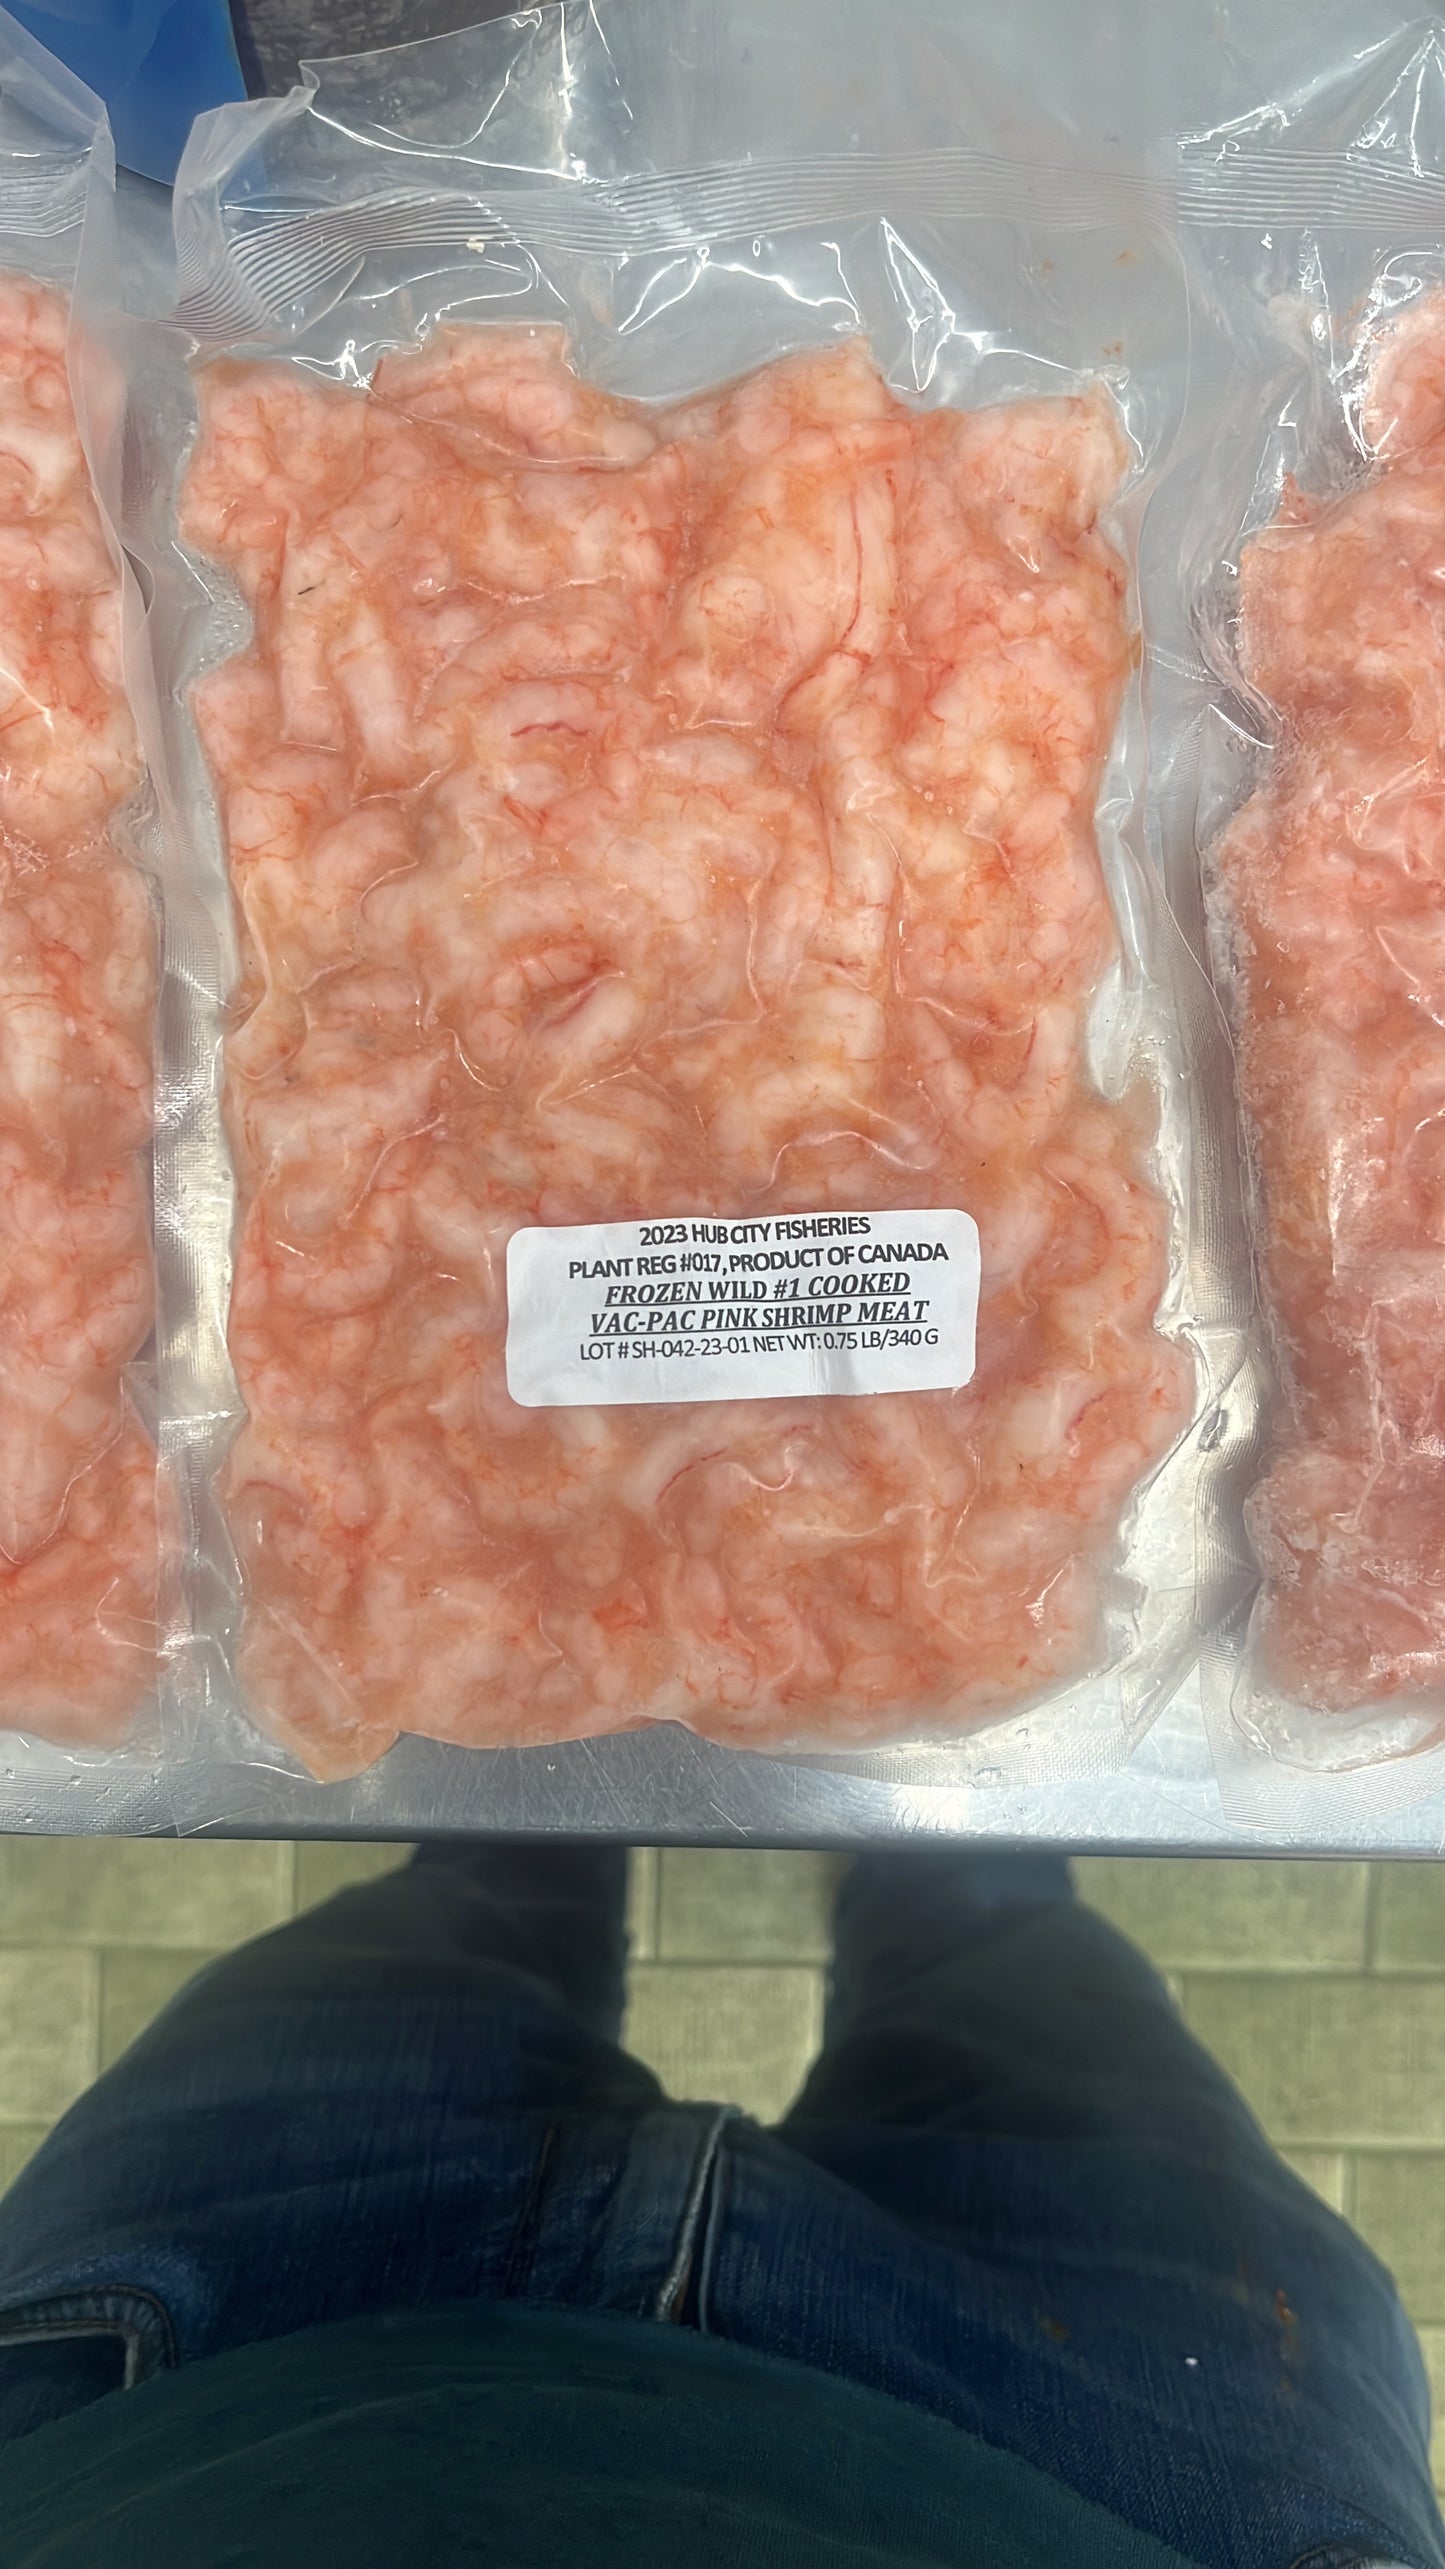 2023 HUB CITY FISHERIES
PLANT REG #017, PRODUCT OF CANADA
FROZEN WILD #1 COOKED
VAC-PAC PINK SHRIMP MEAT
LOT # SH-042-23-01 NET WT: 0.75 LB/340 G